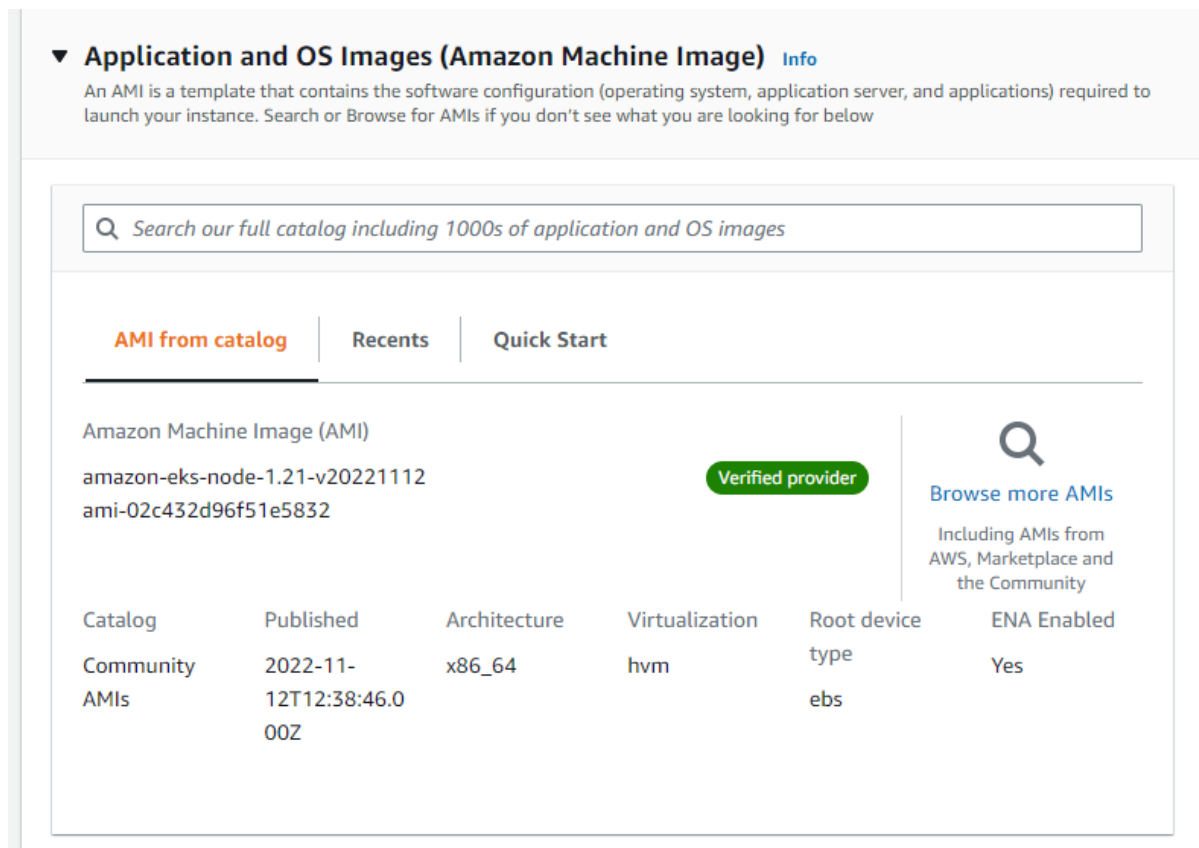 Application and OS Images (Amazon Machine Image) Info
An AMI is a template that contains the software configuration (operating system, application server, and applications) required to
launch your instance. Search or Browse for AMIs if you don't see what you are looking for below
Search our full catalog including 1000s of application and OS images
AMI from catalog
Recents
Quick Start
Amazon Machine Image (AMI)
amazon-eks-node-1.21-v20221112
ami-02c432d96f51e5832
Verified provider
Browse more AMIs
Including AMIs from
AWS, Marketplace and
the Community
Catalog
Community
AMIs
Published
2022-11-
12T12:38:46.0
00Z
Architecture
x86_64
Virtualization
hvm
Root device
type
ebs
ENA Enabled
Yes